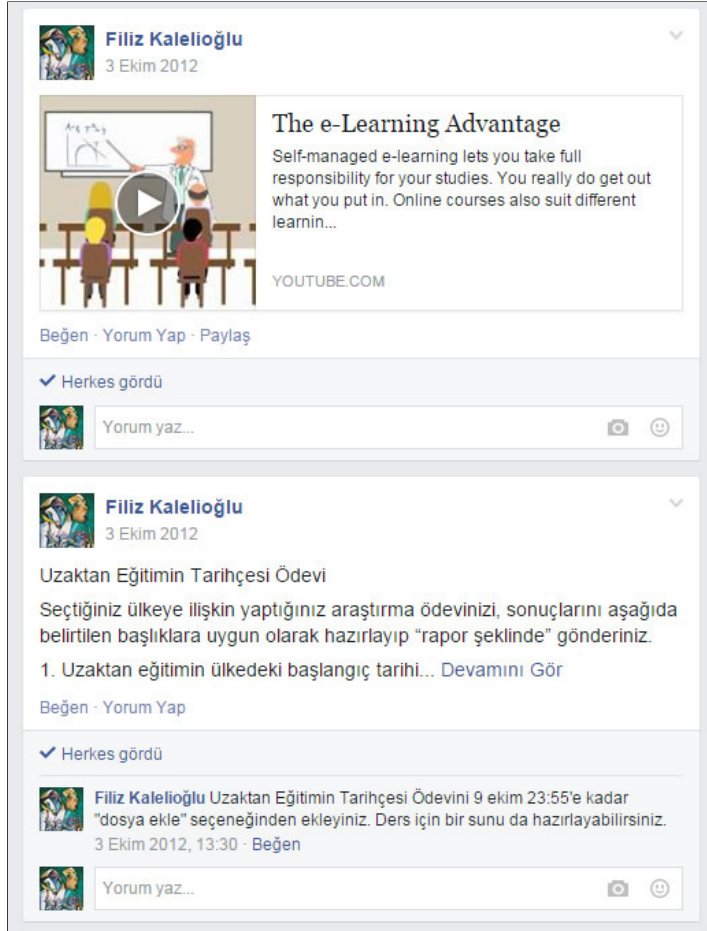 Filiz Kalelioğlu
3 Ekim 2012
The e-Learning Advantage
Self-managed e-learning lets you take full
responsibility for your studies. You really do get out
what you put in. Online courses also suit different
learnin...
YOUTUBE.COM
Beğen · Yorum Yap · Paylaş
Herkes gördü
Yorum yaz...
Filiz Kalelioğlu
3 Ekim 2012
Uzaktan Eğitimin Tarihçesi Ödevi
Seçtiğiniz ülkeye ilişkin yaptığınız araştırma ödevinizi, sonuçlarını aşağıda
belirtilen başlıklara uygun olarak hazırlayıp “rapor şeklinde” gönderiniz.
1. Uzaktan eğitimin ülkedeki başlangıç tarihi... Devamını Gör
Beğen · Yorum Yap
Herkes gördü
Filiz Kalelioğlu Uzaktan Eğitimin Tarihçesi Ödevini 9 ekim 23:55'e kadar
"dosya ekle" seçeneğinden ekleyiniz. Ders için bir sunu da hazırlayabilirsiniz.
3 Ekim 2012, 13:30 · Beğen
Yorum yaz...